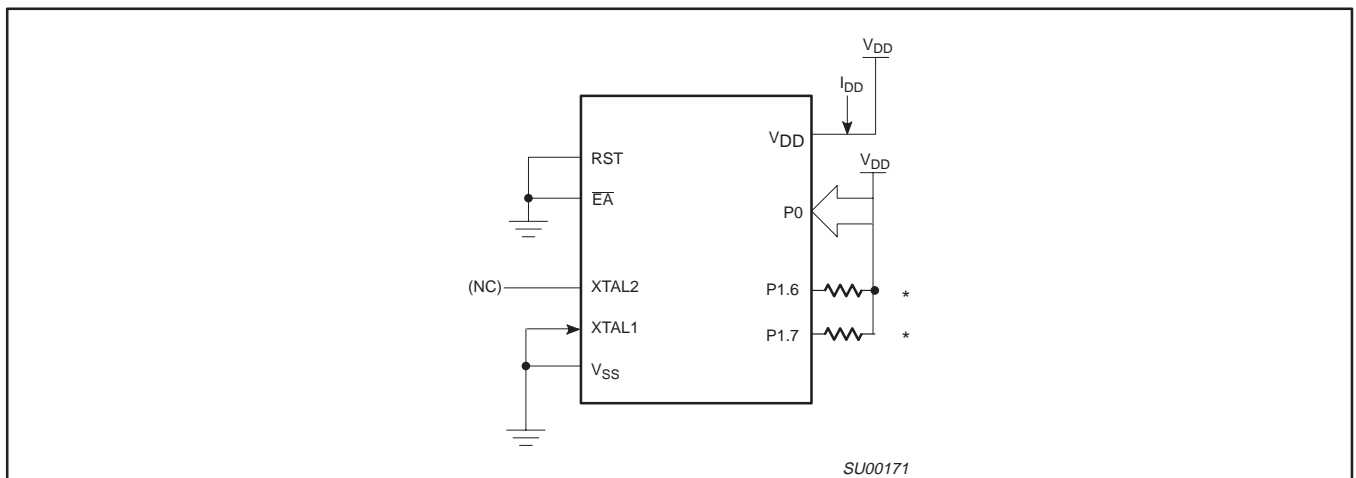 VDD
IDD
VDD
RST
VDD
EA
P0
(NC)
XTAL2
P1.6
*
XTAL1
P1.7
*
VSS
SU00171